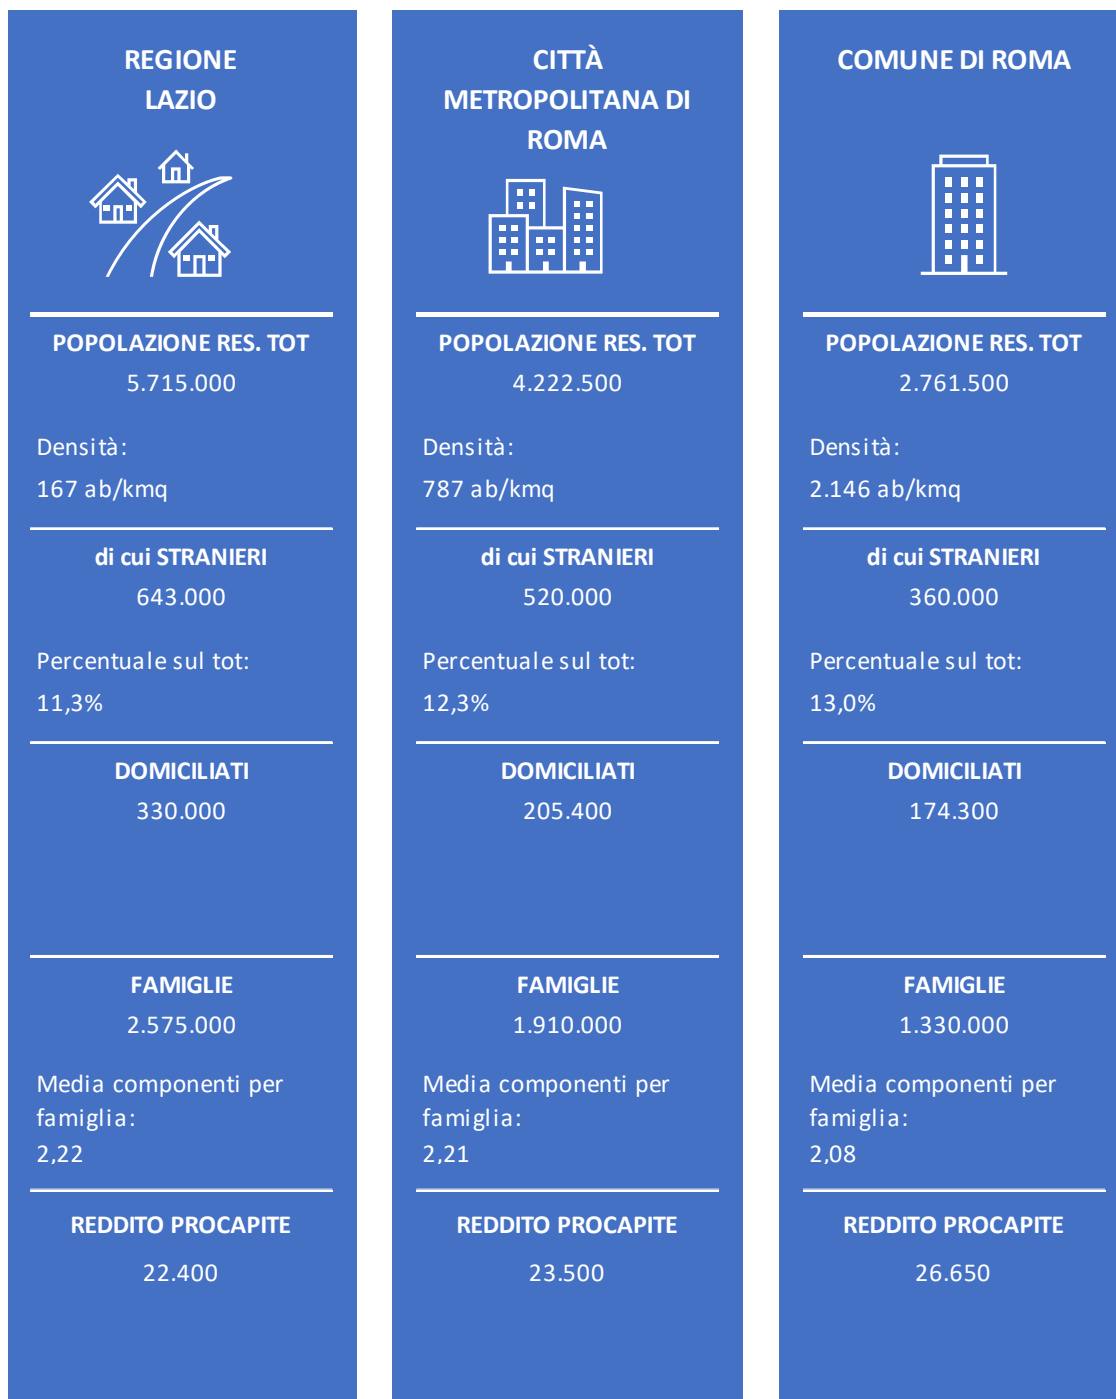 REGIONE
LAZIO
POPOLAZIONE RES. TOT
5.715.000
Densità:
167 ab/kmq
di cui STRANIERI
643.000
Percentuale sul tot:
11,3%
DOMICILIATI
330.000
FAMIGLIE
2.575.000
Media componenti per
famiglia:
2,22
REDDITO PROCAPITE
22.400
CITTÀ
METROPOLITANA DI
ROMA
POPOLAZIONE RES. TOT
4.222.500
Densità:
787 ab/kmq
di cui STRANIERI
520.000
Percentuale sul tot:
12,3%
DOMICILIATI
205.400
FAMIGLIE
1.910.000
Media componenti per
famiglia:
2,21
REDDITO PROCAPITE
23.500
COMUNE DI ROMA
POPOLAZIONE RES. TOT
2.761.500
Densità:
2.146 ab/kmq
di cui STRANIERI
360.000
Percentuale sul tot:
13,0%
DOMICILIATI
174.300
FAMIGLIE
1.330.000
Media componenti per
famiglia:
2,08
REDDITO PROCAPITE
26.650